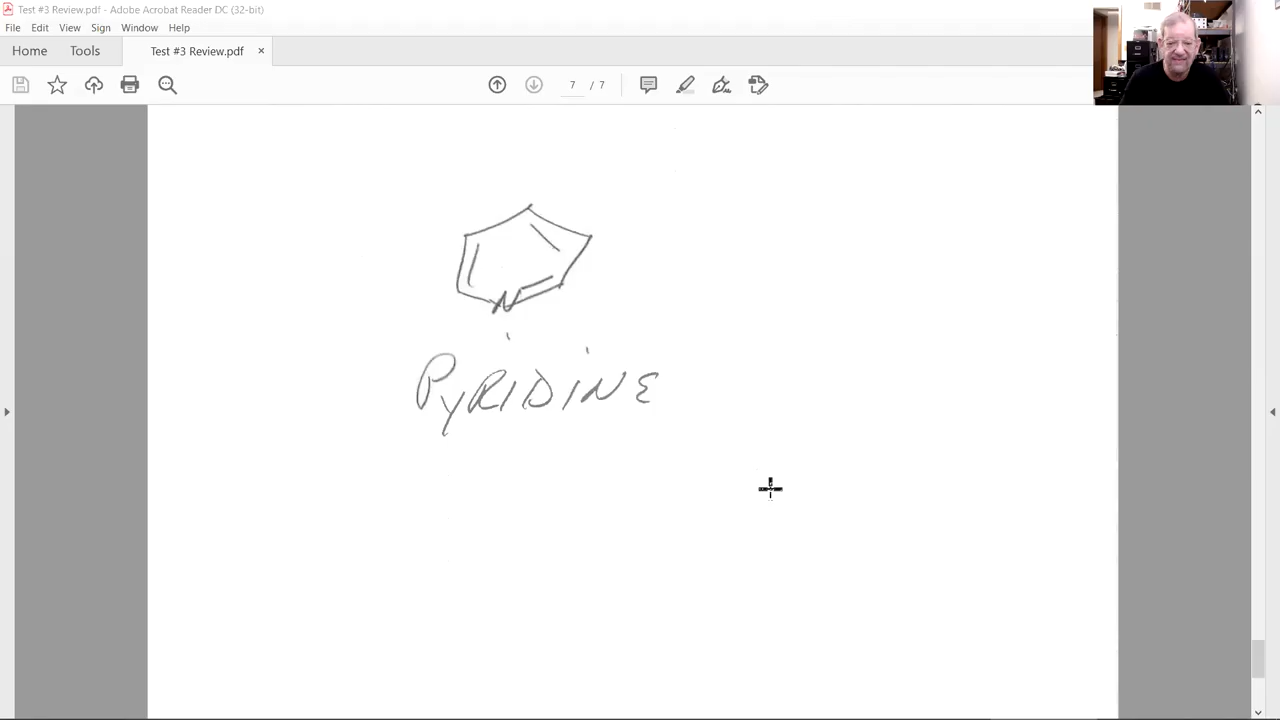 Test #3 Review.pdf - Adobe Acrobat Reader DC (32-bit)
File Edit View Sign Window Help
Home Tools Test #3 Review.pdf ×
7 / 7
N
PYRIDINE